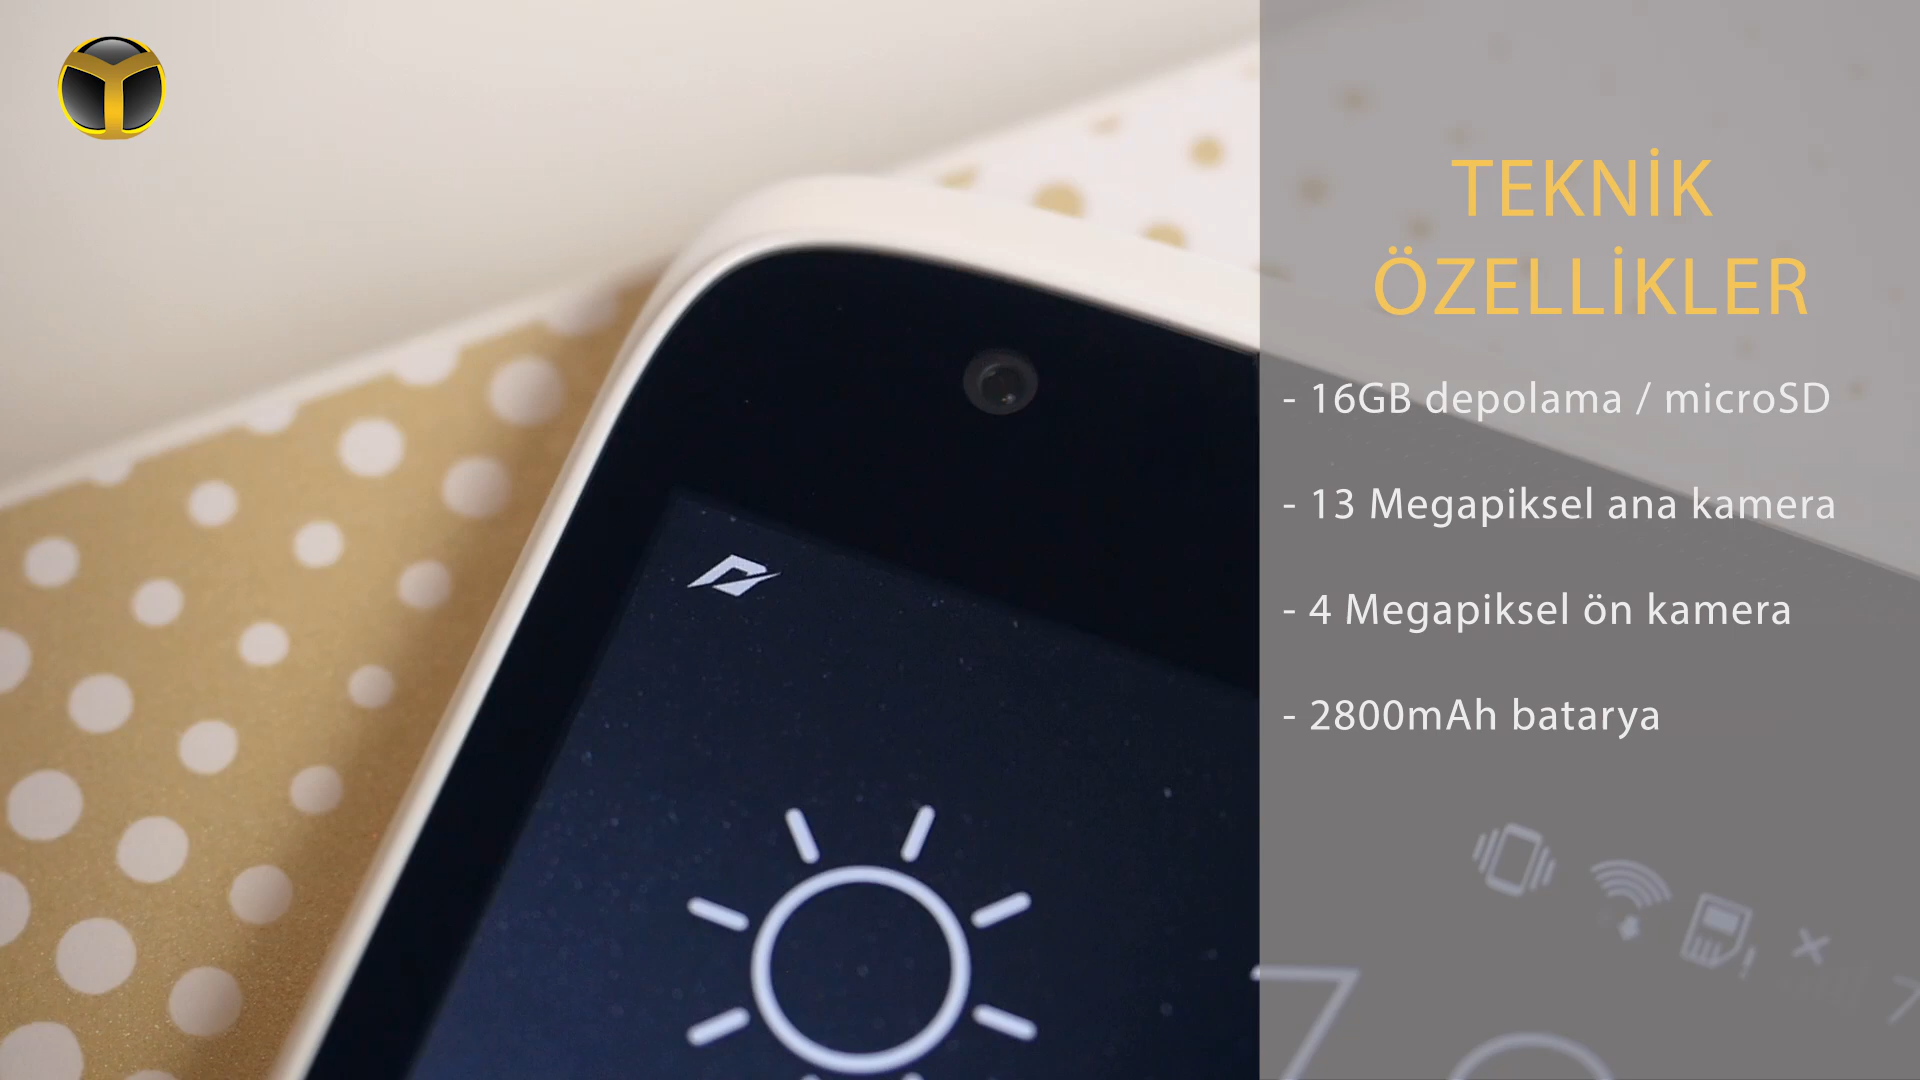 TEKNİK
ÖZELLİKLER
- 16GB depolama / microSD
- 13 Megapiksel ana kamera
- 4 Megapiksel ön kamera
- 2800mAh batarya